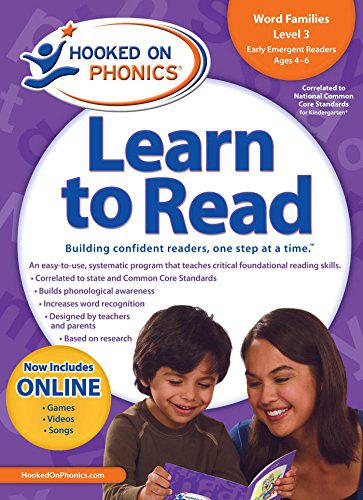 HOOKED ON
PHONICS®
Word Families
Level 3
Early Emergent Readers
Ages 4–6
Correlated to
National Common
Core Standards
for Kindergarten*
Learn
to Read
Building confident readers, one step at a time.™
An easy-to-use, systematic program that teaches critical foundational reading skills.
• Correlated to state and Common Core Standards
• Builds phonological awareness
• Increases word recognition
• Designed by teachers
and parents
• Based on research
Now Includes
ONLINE
• Games
• Videos
• Songs
HookedOnPhonics.com